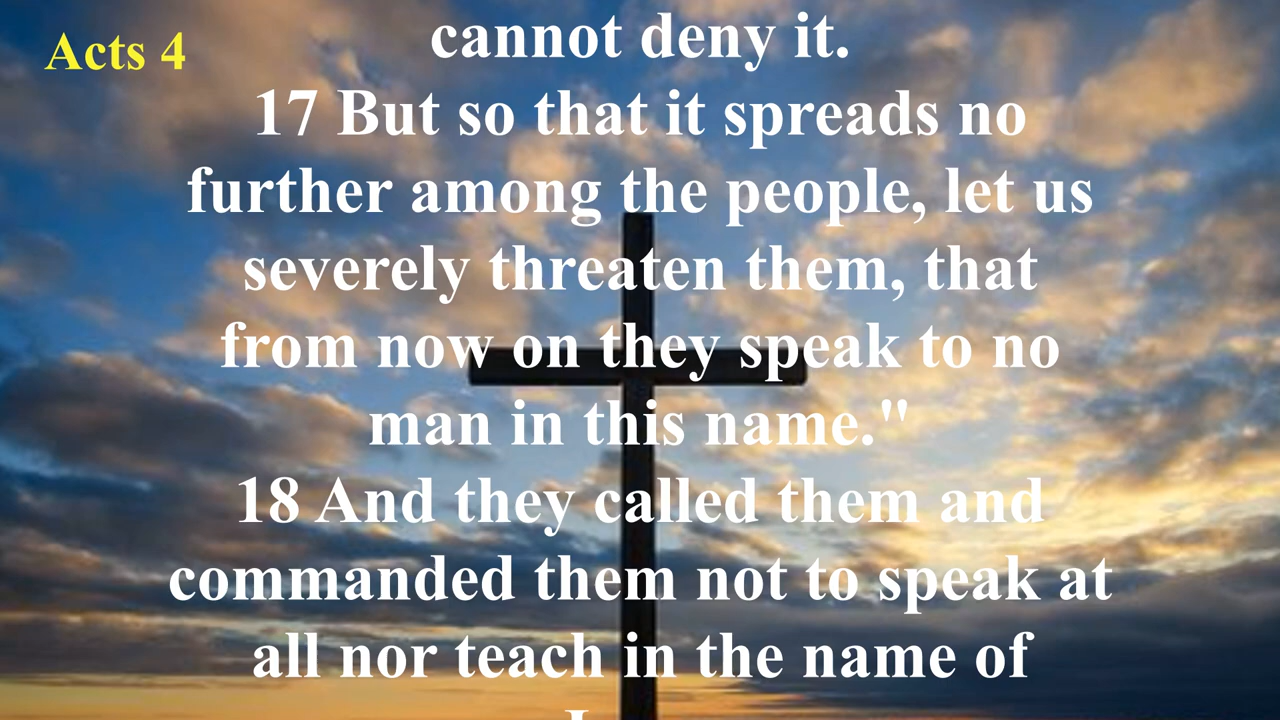 Acts 4
cannot deny it.
17 But so that it spreads no
further among the people, let us
severely threaten them, that
from now on they speak to no
man in this name."
18 And they called them and
commanded them not to speak at
all nor teach in the name of